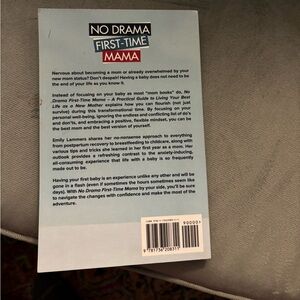 NO DRAMA
FIRST-TIME
MAMA
Nervous about becoming a mom or already overwhelmed by your
new mom status? Don't despair! Having a baby does not need to be
the end of your life as you know it.
Instead of focusing on your baby as most "mom books" do, No
Drama First-Time Mama – A Practical Guide to Living Your Best
Life as a New Mother explains how you can flourish (not just
survive) during this transformational time. By focusing on your
personal well-being, ignoring the endless and conflicting list of do's
and don'ts, and embracing a positive, flexible mindset, you can be
the best mom and the best version of yourself.
Emily Lammers shares her no-nonsense approach to everything
from postpartum recovery to breastfeeding to childcare, along with
various tips and tricks she learned in her first year as a mom. Her
outlook provides a refreshing contrast to the anxiety-inducing,
all-consuming experience that life with a baby is so frequently
made out to be.
Having your first baby is an experience unlike any other and will be
gone in a flash (even if sometimes the hours sometimes seem like
days). With No Drama First-Time Mama by your side, you'll be sure
to navigate the changes with confidence and make the most of the
adventure.
90000>